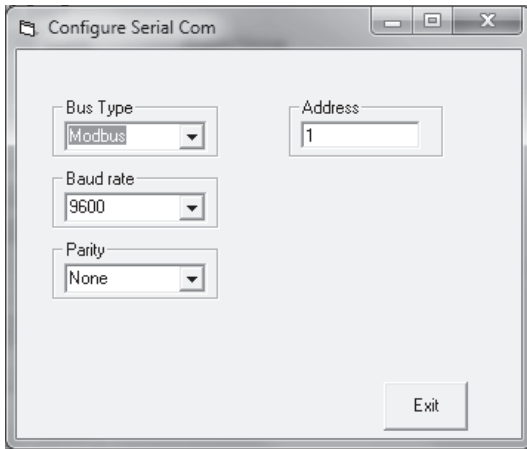 Configure Serial Com
Bus Type
Modbus
Address
1
Baud rate
9600
Parity
None
Exit